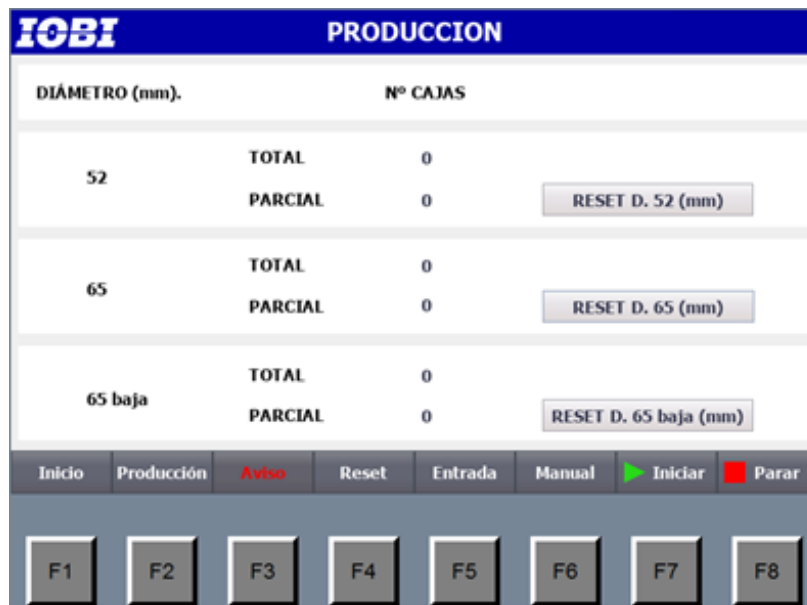 IOBI PRODUCCION
DIÁMETRO (mm). Nº CAJAS
52 TOTAL 0
PARCIAL 0 RESET D. 52 (mm)
65 TOTAL 0
PARCIAL 0 RESET D. 65 (mm)
65 baja TOTAL 0
PARCIAL 0 RESET D. 65 baja (mm)
Inicio Producción Aviso Reset Entrada Manual Iniciar Parar
F1 F2 F3 F4 F5 F6 F7 F8